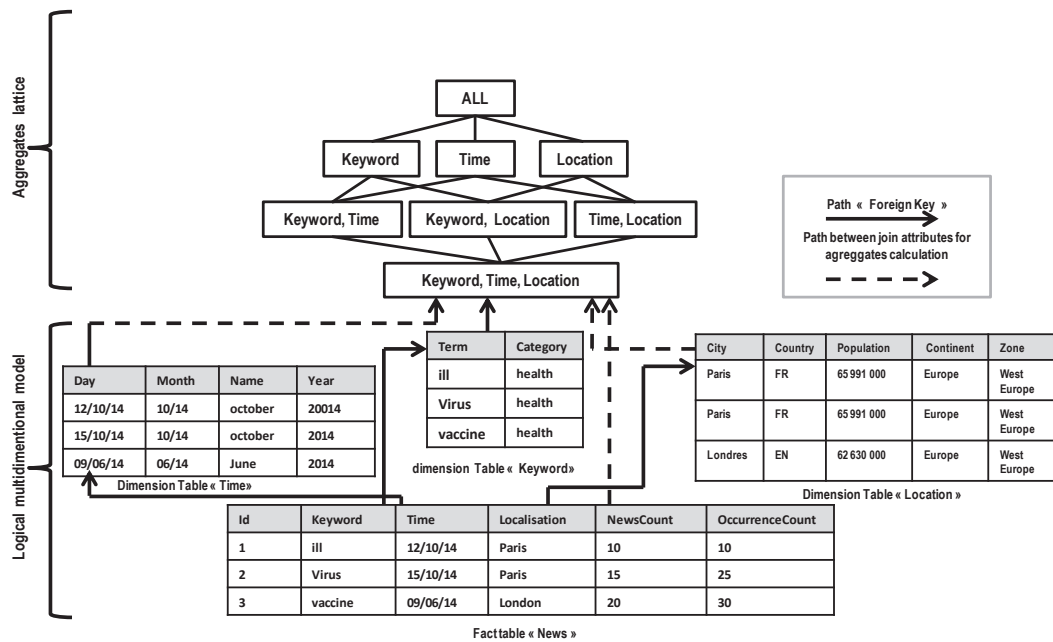 Aggregates lattice
ALL
Keyword
Time
Location
Keyword, Time
Keyword, Location
Time, Location
Keyword, Time, Location
Path « Foreign Key »
Path between join attributes for
agreggates calculation
Logical multidimentional model
Day Month Name Year
12/10/14 10/14 october 20014
15/10/14 10/14 october 2014
09/06/14 06/14 June 2014
Dimension Table « Time»
Term Category
ill health
Virus health
vaccine health
dimension Table « Keyword»
City Country Population Continent Zone
Paris FR 65 991 000 Europe West
Europe
Paris FR 65 991 000 Europe West
Europe
Londres EN 62 630 000 Europe West
Europe
Dimension Table « Location »
Id Keyword Time Localisation NewsCount OccurrenceCount
1 ill 12/10/14 Paris 10 10
2 Virus 15/10/14 Paris 15 25
3 vaccine 09/06/14 London 20 30
Fact table « News »